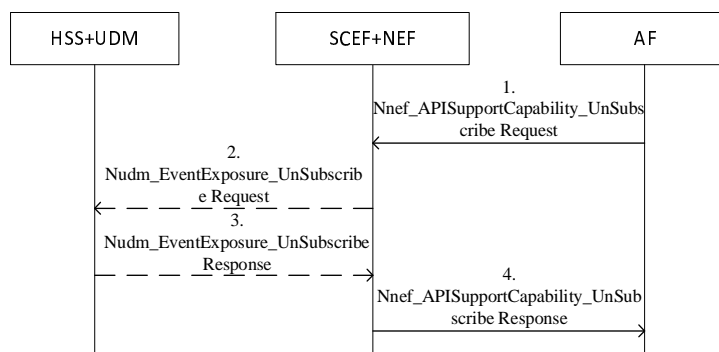 HSS+UDM
SCEF+NEF
AF
1.
Nnef_APISupportCapability_UnSubs
cribe Request
2.
Nudm_EventExposure_UnSubscrib
e Request
3.
Nudm_EventExposure_UnSubscribe
Response
4.
Nnef_APISupportCapability_UnSub
scribe Response